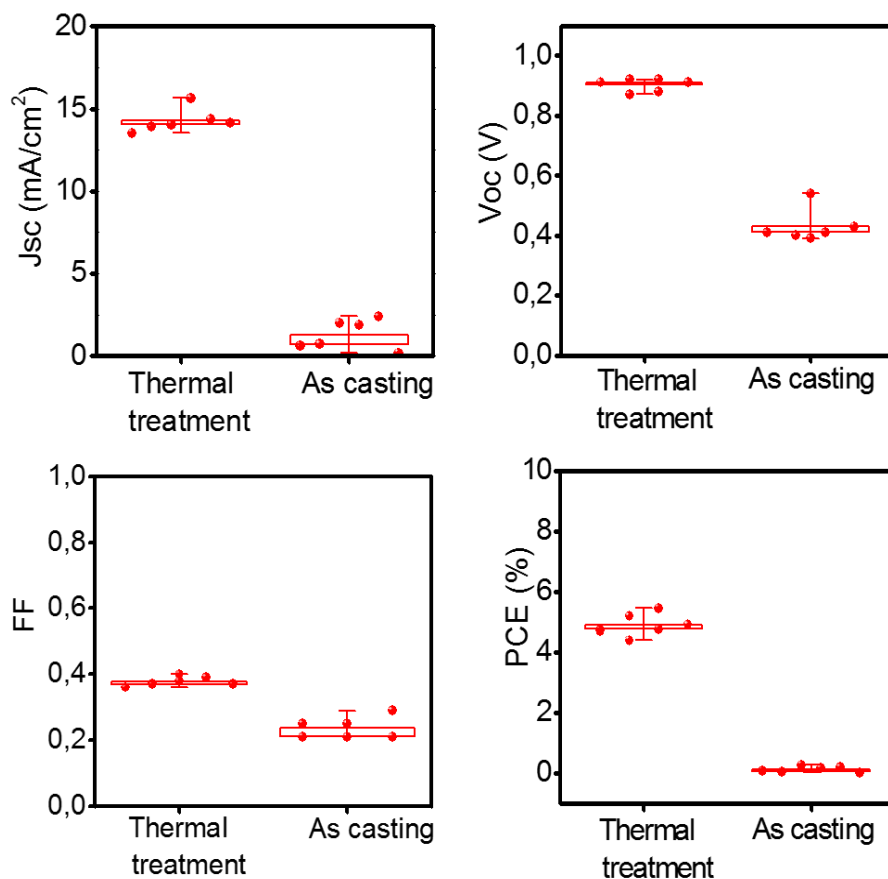 20
15
10
5
0
Jsc (mA/cm²)
Thermal
treatment
As casting
1,0
0,8
0,6
0,4
0,2
0,0
Voc (V)
Thermal
treatment
As casting
1,0
0,8
0,6
0,4
0,2
0,0
FF
Thermal
treatment
As casting
10
8
6
4
2
0
PCE (%)
Thermal
treatment
As casting